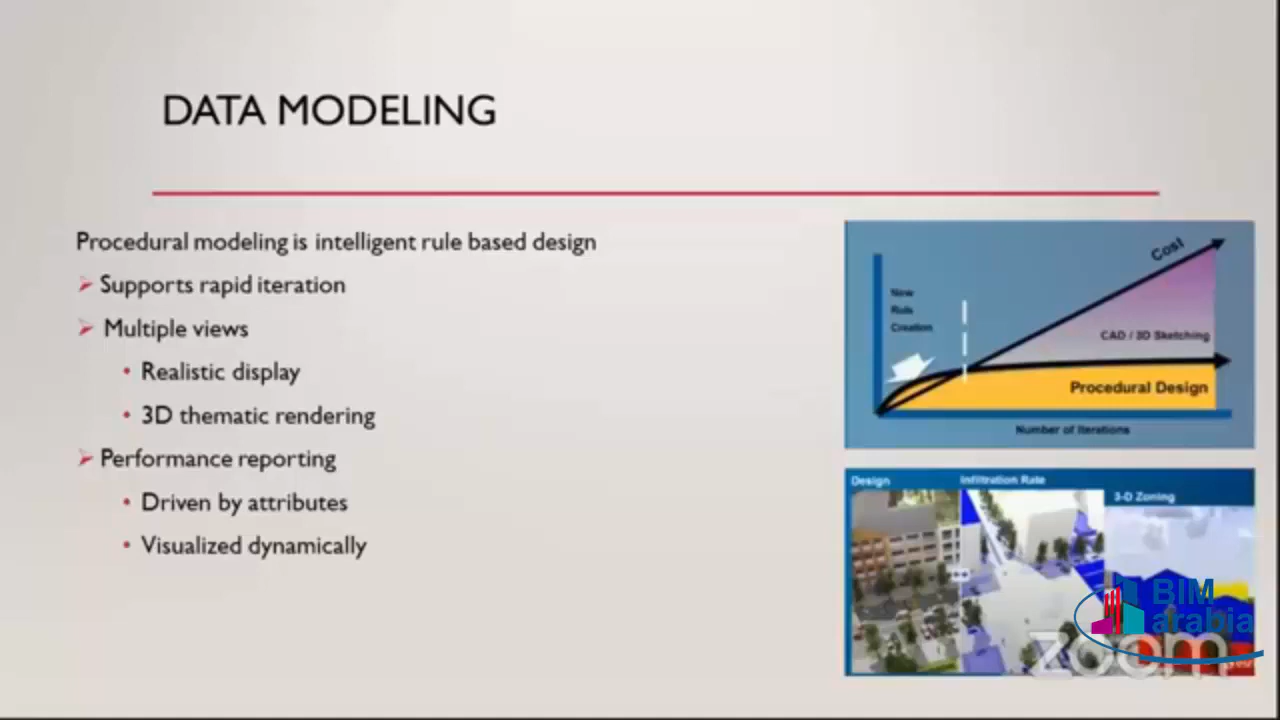 DATA MODELING
Procedural modeling is intelligent rule based design
Supports rapid iteration
Multiple views
Realistic display
3D thematic rendering
Performance reporting
Driven by attributes
Visualized dynamically
Cost
New
Rule
Creation
CAD / 3D Sketching
Procedural Design
Number of Iterations
Design
Infiltration Rate
3-D Zoning
BIM
arabia
zoom